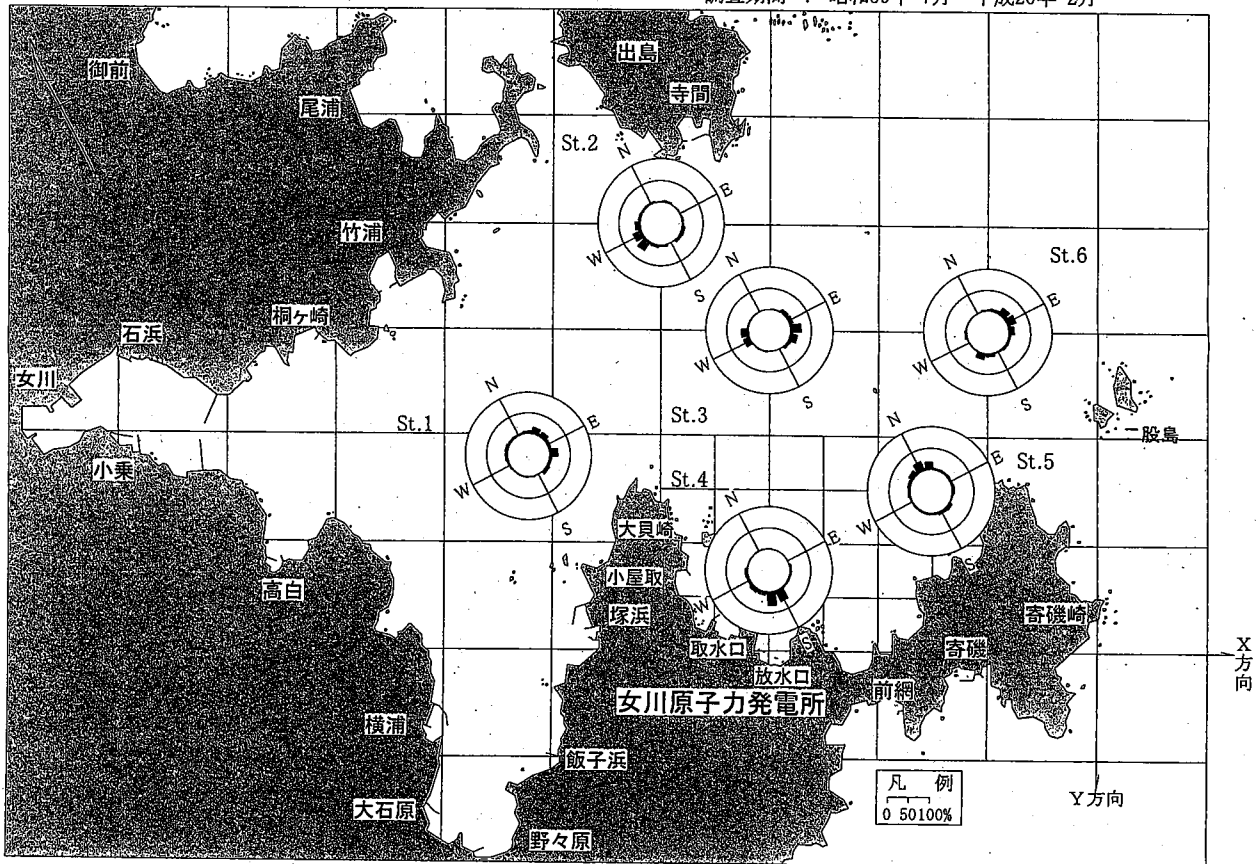 御前
出島
寺間
尾浦
St.2
N
E
W
S
竹浦
N
E
W
S
St.6
N
E
W
S
桐ヶ崎
石浜
女川
St.1
N
E
W
S
St.3
二股島
小乗
St.4
N
E
W
S
St.5
N
E
W
S
大貝崎
小屋取
高白
塚浜
寄磯崎
取水口
寄磯
放水口
前網
女川原子力発電所
X方向
横浦
飯子浜
凡 例
0 50100%
Y方向
大石原
野々原